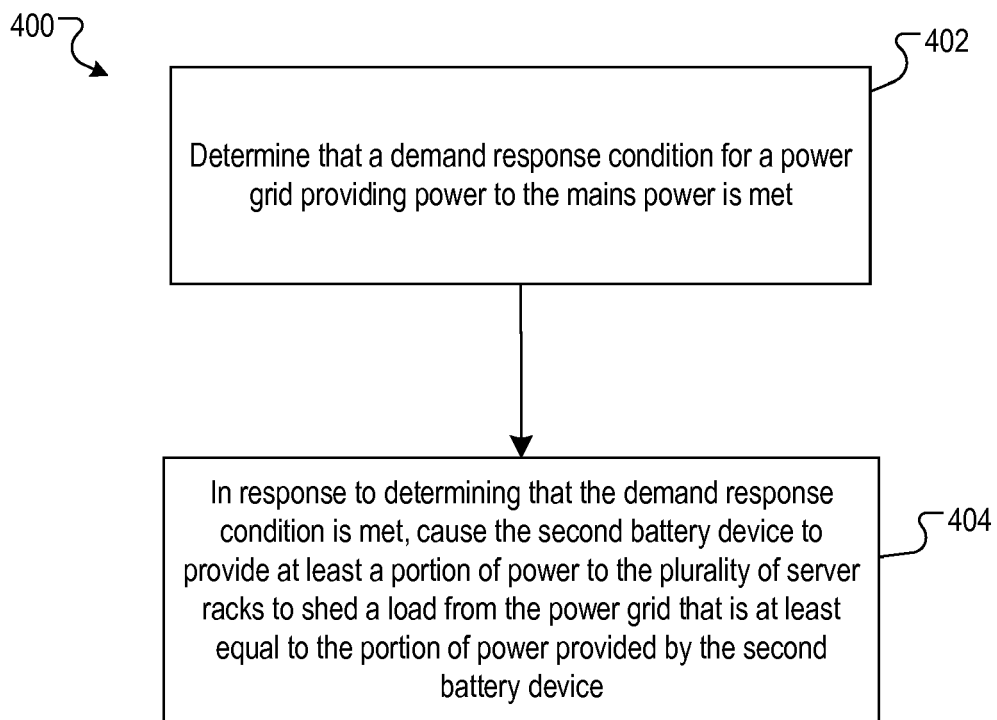 400
402
Determine that a demand response condition for a power
grid providing power to the mains power is met
In response to determining that the demand response
condition is met, cause the second battery device to
provide at least a portion of power to the plurality of server
racks to shed a load from the power grid that is at least
equal to the portion of power provided by the second
battery device
404